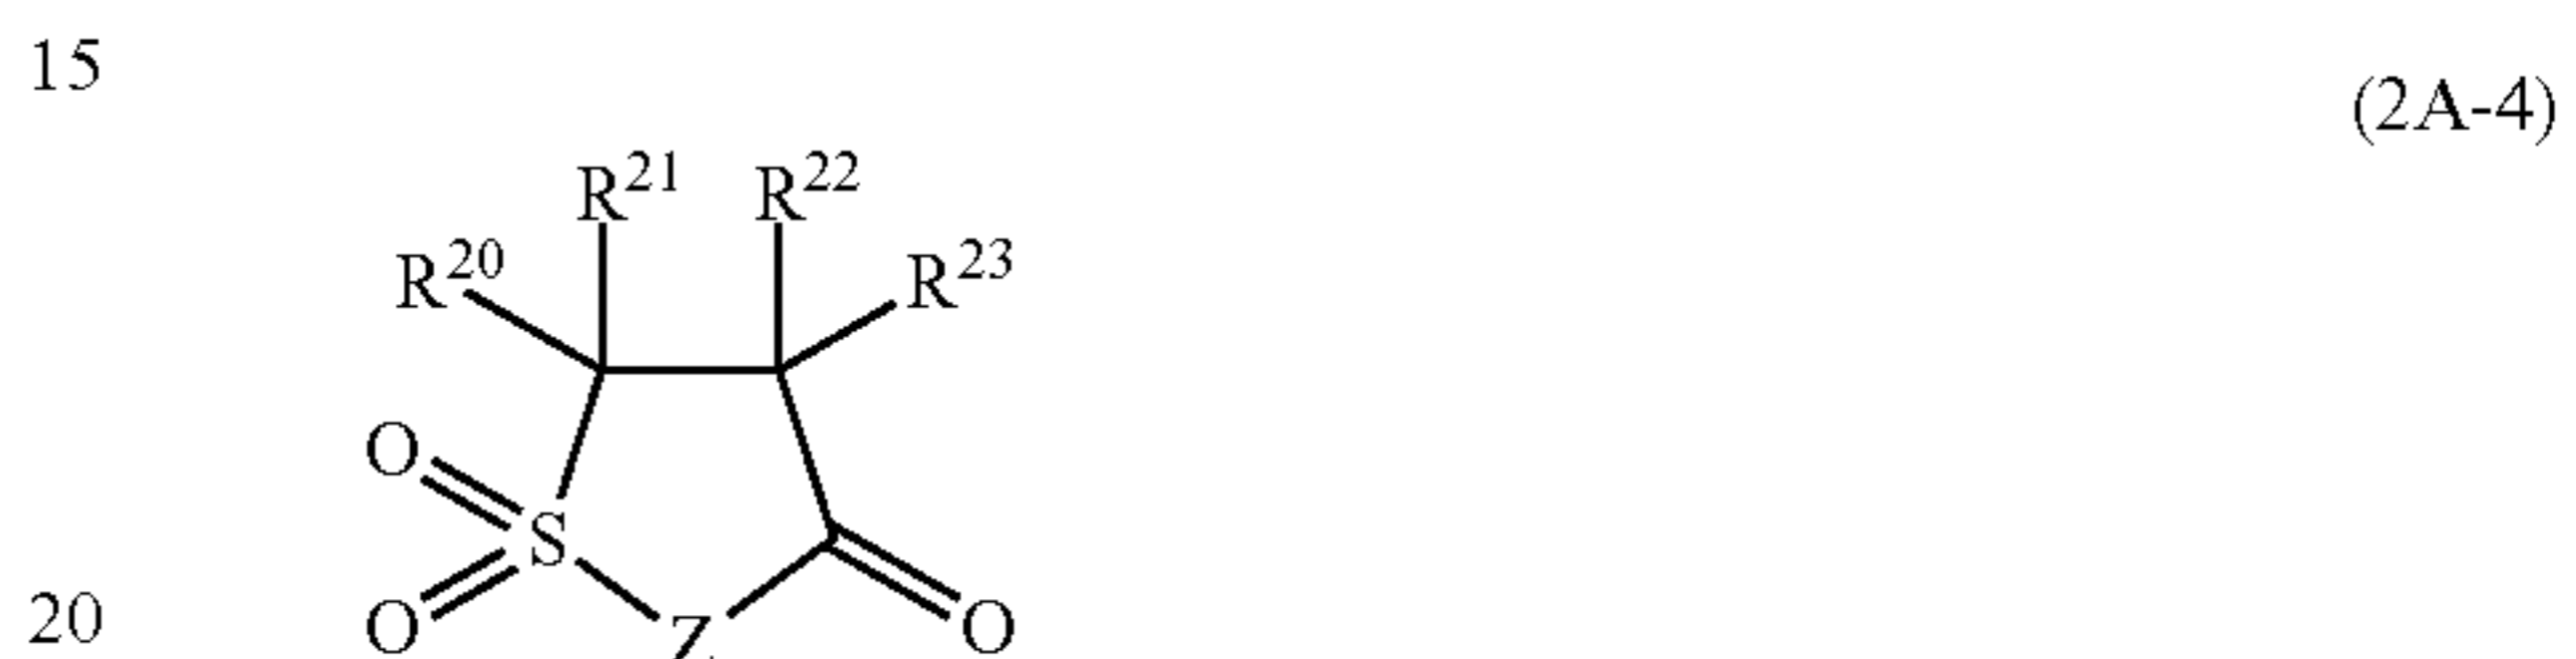 15
(2A-4)
R²¹ R²²
R²⁰ R²³
O
S
20 O Z O